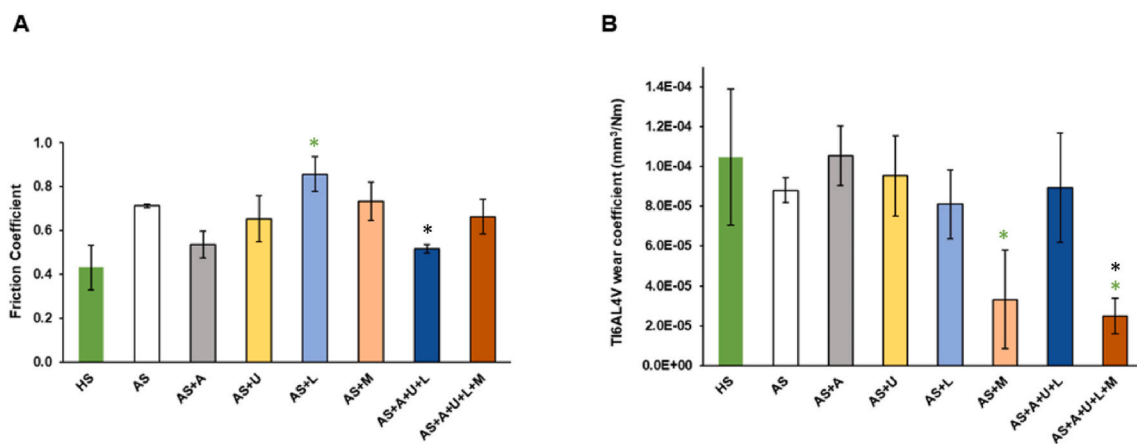 A
Friction Coefficient
1.0
0.8
0.6
0.4
0.2
0.0
*
*
HS
AS
AS+A
AS+U
AS+L
AS+M
AS+A+U+L
AS+A+U+L+M
B
TI6AL4V wear coefficient (mm³/Nm)
1.4E-04
1.2E-04
1.0E-04
8.0E-05
6.0E-05
4.0E-05
2.0E-05
0.0E+00
*
*
*
HS
AS
AS+A
AS+U
AS+L
AS+M
AS+A+U+L
AS+A+U+L+M